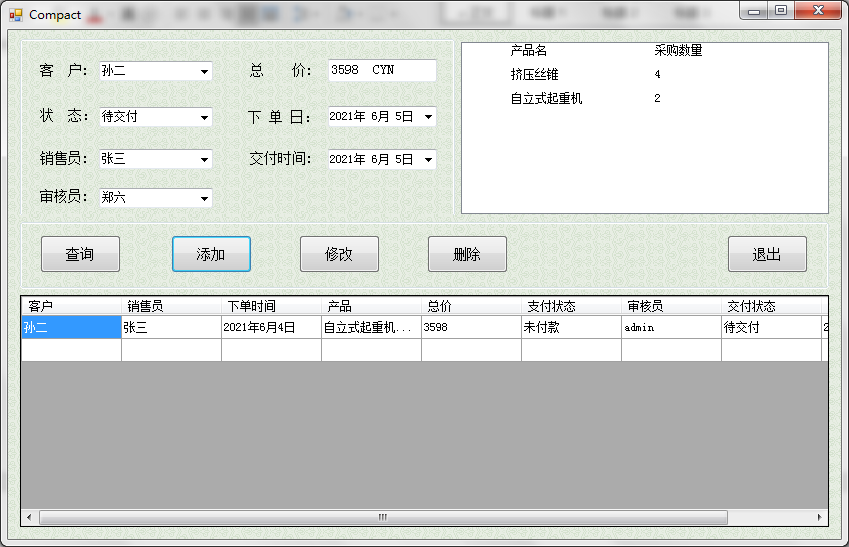 Compact
客 户： 孙二 总 价： 3598 CYN
状 态： 待交付 下 单 日： 2021年 6月 5日
销售员： 张三 交付时间： 2021年 6月 5日
审核员： 郑六
产品名 采购数量
挤压丝锥 4
自立式起重机 2
查询 添加 修改 删除 退出
客户 销售员 下单时间 产品 总价 支付状态 审核员 交付状态
孙二 张三 2021年6月4日 自立式起重机... 3598 未付款 admin 待交付 2